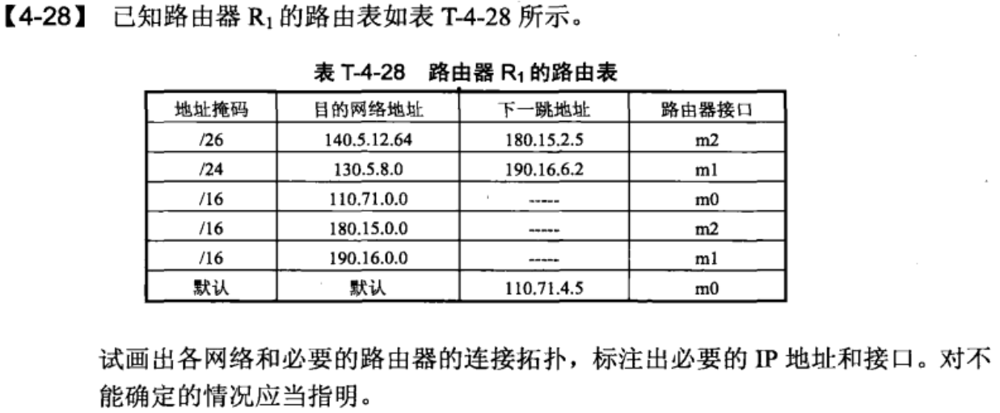 【4-28】 已知路由器 R₁ 的路由表如表 T-4-28 所示。
表 T-4-28 路由器 R₁ 的路由表
地址掩码 目的网络地址 下一跳地址 路由器接口
/26 140.5.12.64 180.15.2.5 m2
/24 130.5.8.0 190.16.6.2 m1
/16 110.71.0.0 ----- m0
/16 180.15.0.0 ----- m2
/16 190.16.0.0 ----- m1
默认 默认 110.71.4.5 m0
试画出各网络和必要的路由器的连接拓扑，标注出必要的 IP 地址和接口。对不
能确定的情况应当指明。